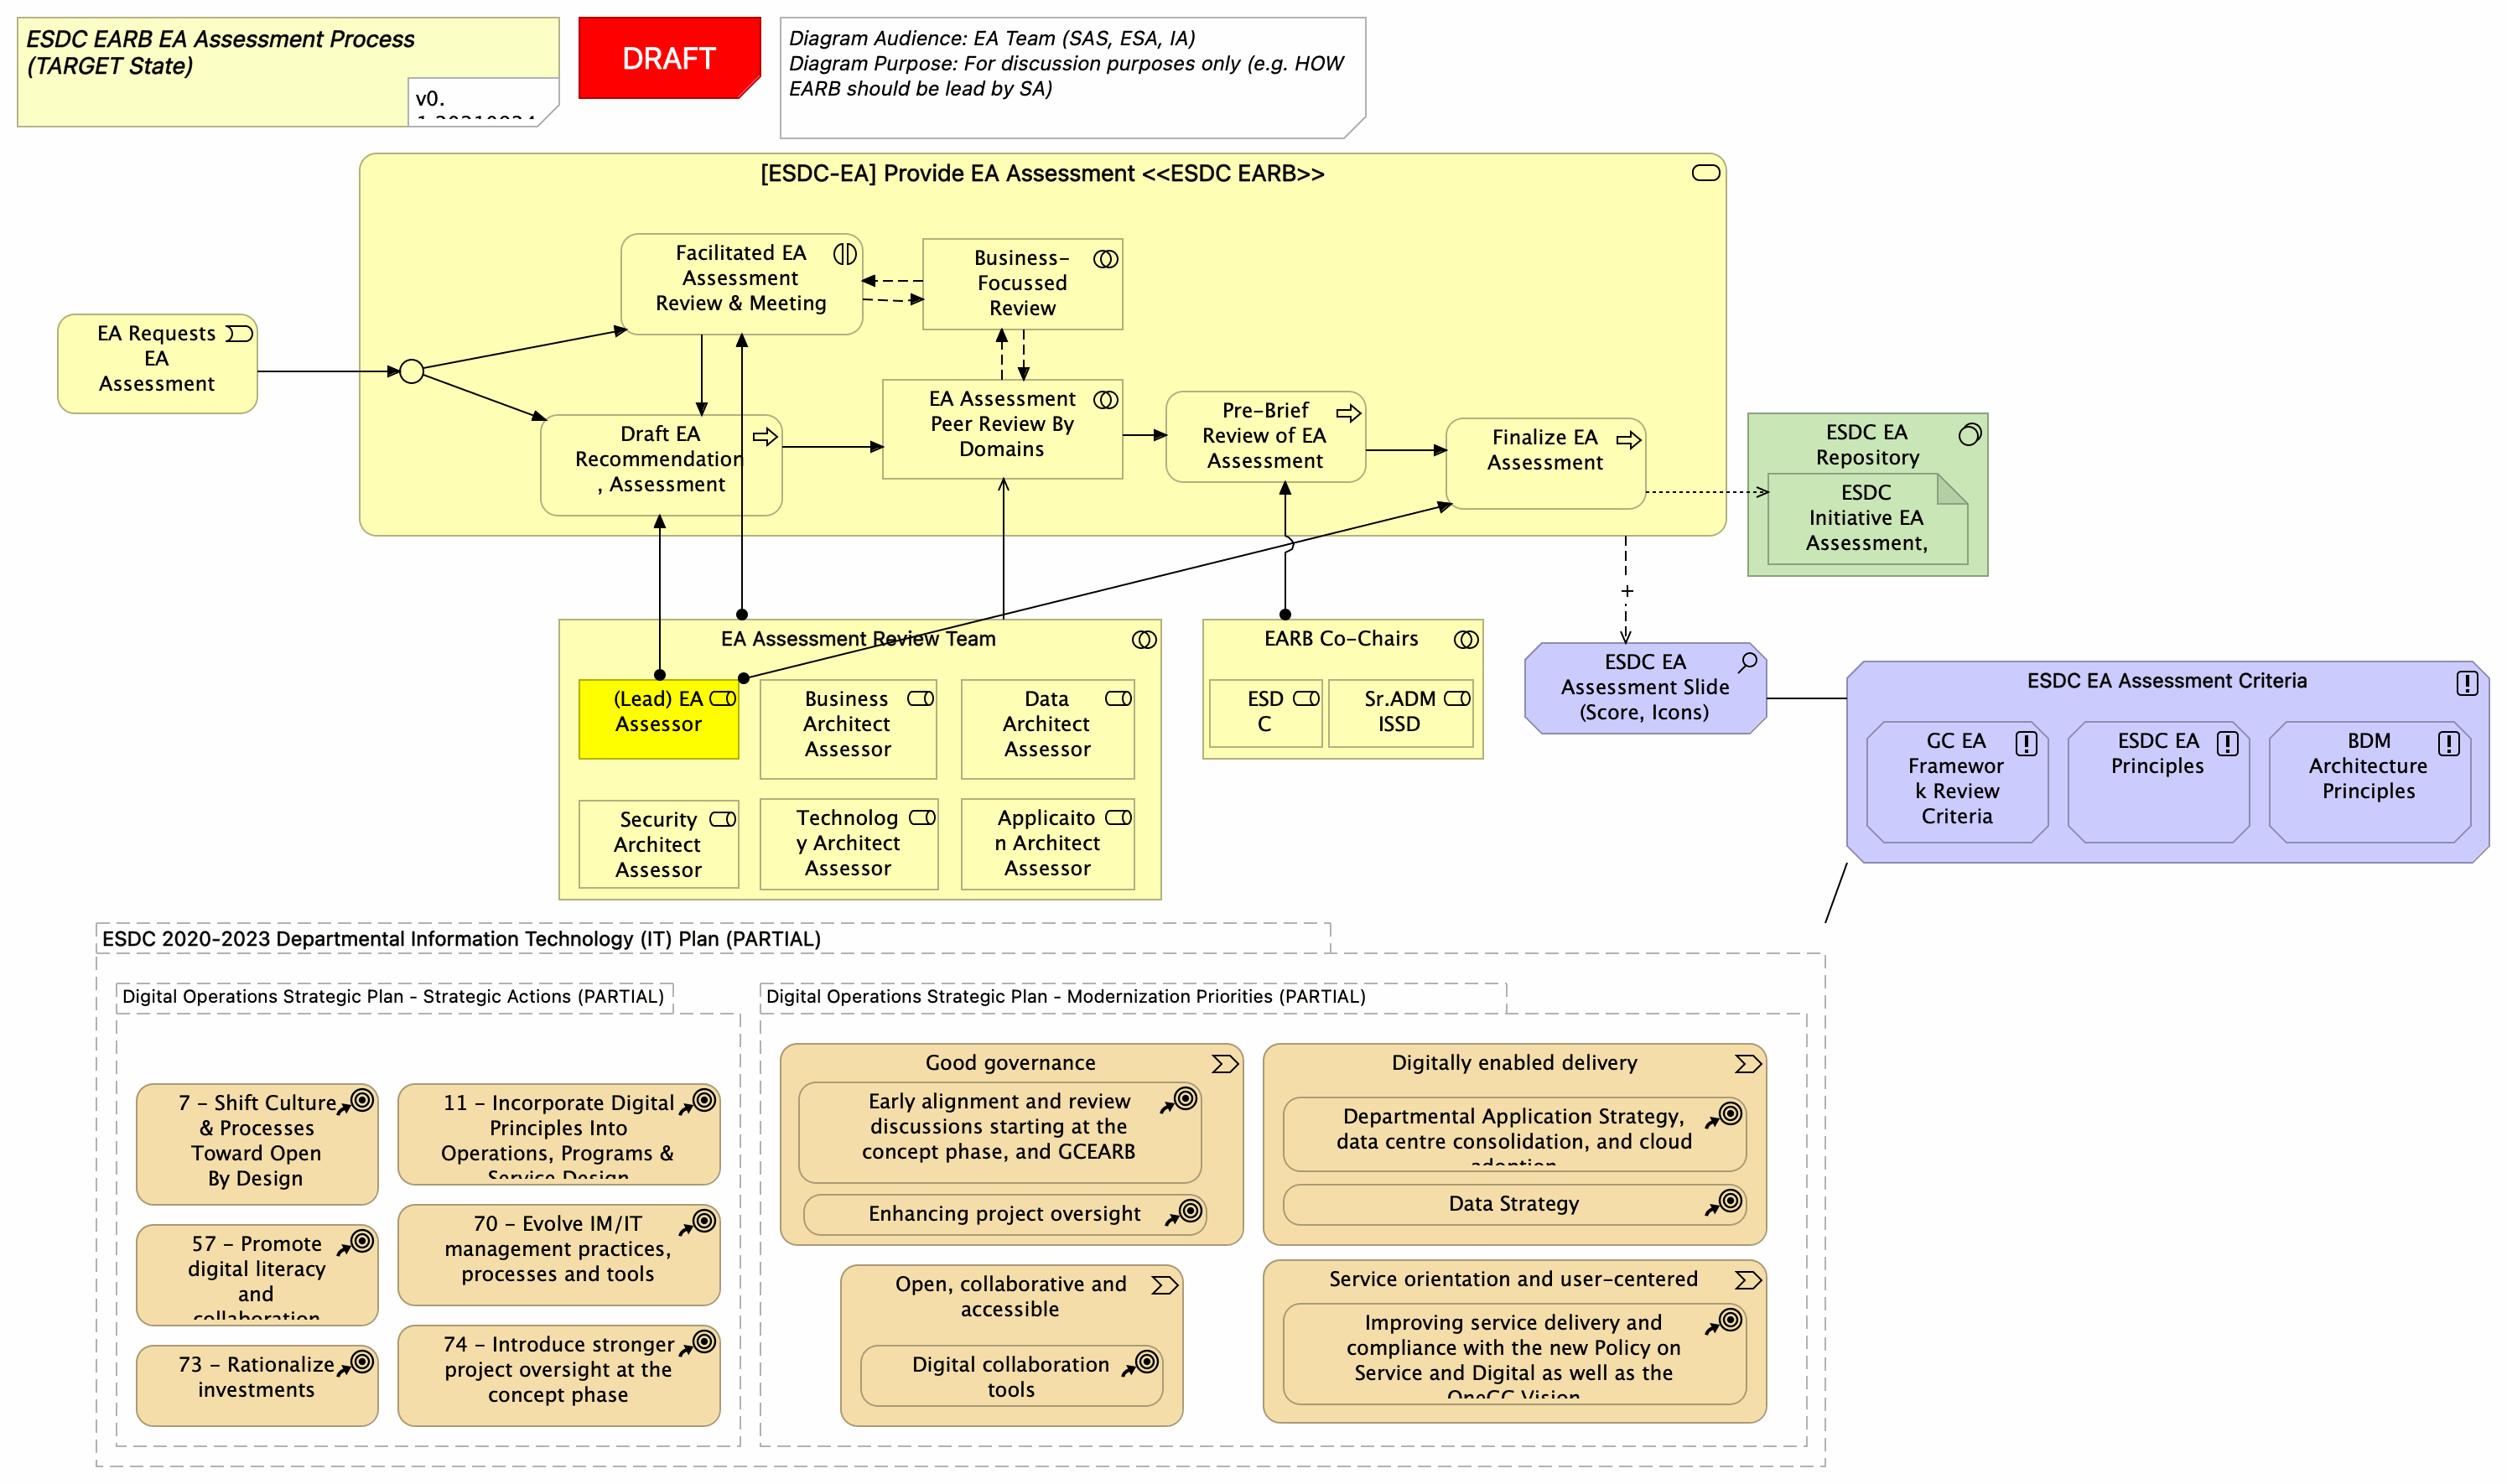 ESDC EARB EA Assessment Process
(TARGET State)
v0.
DRAFT
Diagram Audience: EA Team (SAS, ESA, IA)
Diagram Purpose: For discussion purposes only (e.g. HOW
EARB should be lead by SA)
[ESDC-EA] Provide EA Assessment <<ESDC EARB>>
Facilitated EA
Assessment
Review & Meeting
Business-
Focussed
Review
EA Requests
EA
Assessment
Draft EA
Recommendation
, Assessment
EA Assessment
Peer Review By
Domains
Pre-Brief
Review of EA
Assessment
Finalize EA
Assessment
ESDC EA
Repository
ESDC
Initiative EA
Assessment,
+
EA Assessment Review Team
(Lead) EA
Assessor
Business
Architect
Assessor
Data
Architect
Assessor
Security
Architect
Assessor
Technolog
y Architect
Assessor
Applicaito
n Architect
Assessor
EARB Co-Chairs
ESD
C
Sr.ADM
ISSD
ESDC EA
Assessment Slide
(Score, Icons)
ESDC EA Assessment Criteria
GC EA
Framewor
k Review
Criteria
ESDC EA
Principles
BDM
Architecture
Principles
ESDC 2020-2023 Departmental Information Technology (IT) Plan (PARTIAL)
Digital Operations Strategic Plan - Strategic Actions (PARTIAL)
7 - Shift Culture
& Processes
Toward Open
By Design
11 - Incorporate Digital
Principles Into
Operations, Programs &
Service Design
57 - Promote
digital literacy
and
collaboration
70 - Evolve IM/IT
management practices,
processes and tools
73 - Rationalize
investments
74 - Introduce stronger
project oversight at the
concept phase
Digital Operations Strategic Plan - Modernization Priorities (PARTIAL)
Good governance
Early alignment and review
discussions starting at the
concept phase, and GCEARB
Enhancing project oversight
Digitally enabled delivery
Departmental Application Strategy,
data centre consolidation, and cloud
adoption
Data Strategy
Open, collaborative and
accessible
Digital collaboration
tools
Service orientation and user-centered
Improving service delivery and
compliance with the new Policy on
Service and Digital as well as the
OneGC Vision